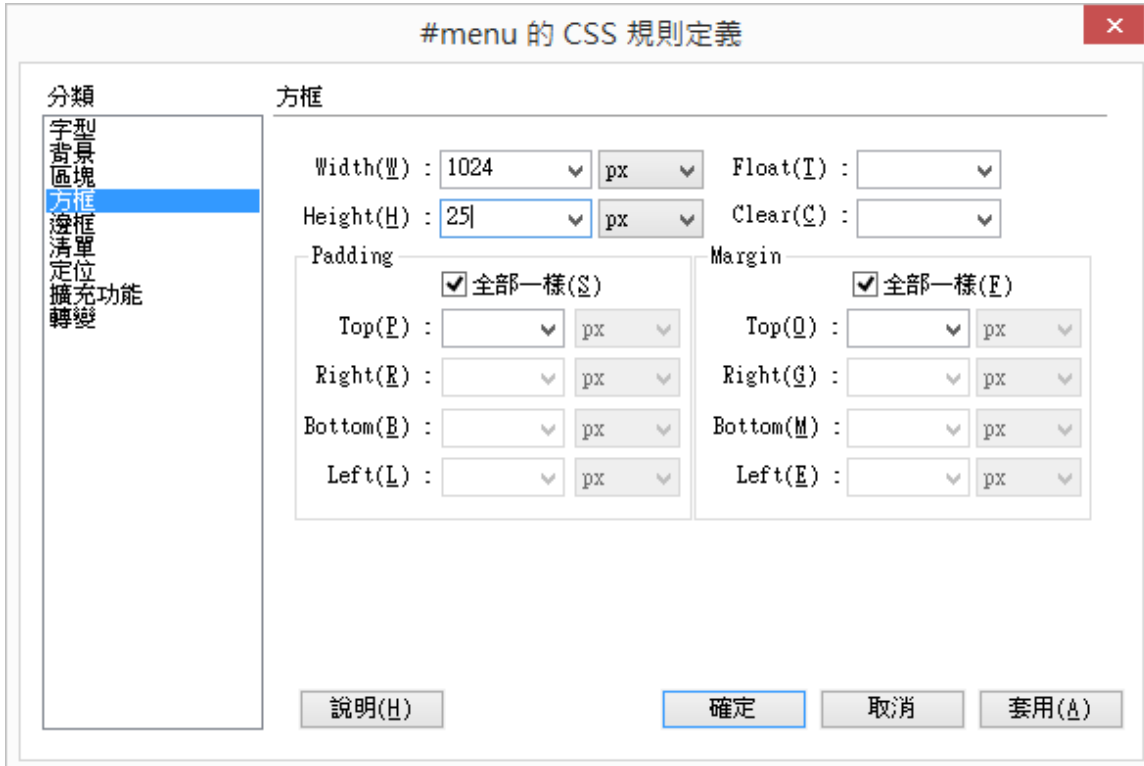 #menu 的 CSS 規則定義
分類
字型
背景
區塊
方框
邊框
清單
定位
擴充功能
轉變
方框
Width(W) : 1024 px Float(T) :
Height(H) : 25 px Clear(C) :
Padding
全部一樣(S)
Top(P) : px
Right(R) : px
Bottom(B) : px
Left(L) : px
Margin
全部一樣(F)
Top(O) : px
Right(G) : px
Bottom(M) : px
Left(E) : px
說明(H) 確定 取消 套用(A)